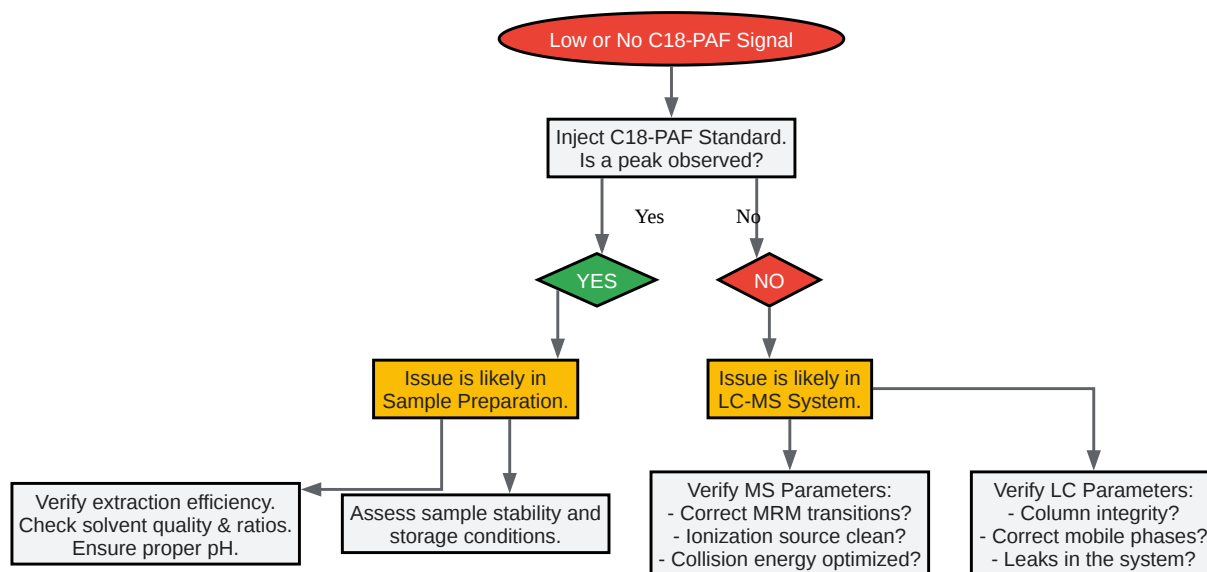 Low or No C18-PAF Signal
Inject C18-PAF Standard.
Is a peak observed?
Yes
No
YES
NO
Issue is likely in
Sample Preparation.
Issue is likely in
LC-MS System.
Verify extraction efficiency.
Check solvent quality & ratios.
Ensure proper pH.
Assess sample stability and
storage conditions.
Verify MS Parameters:
- Correct MRM transitions?
- Ionization source clean?
- Collision energy optimized?
Verify LC Parameters:
- Column integrity?
- Correct mobile phases?
- Leaks in the system?